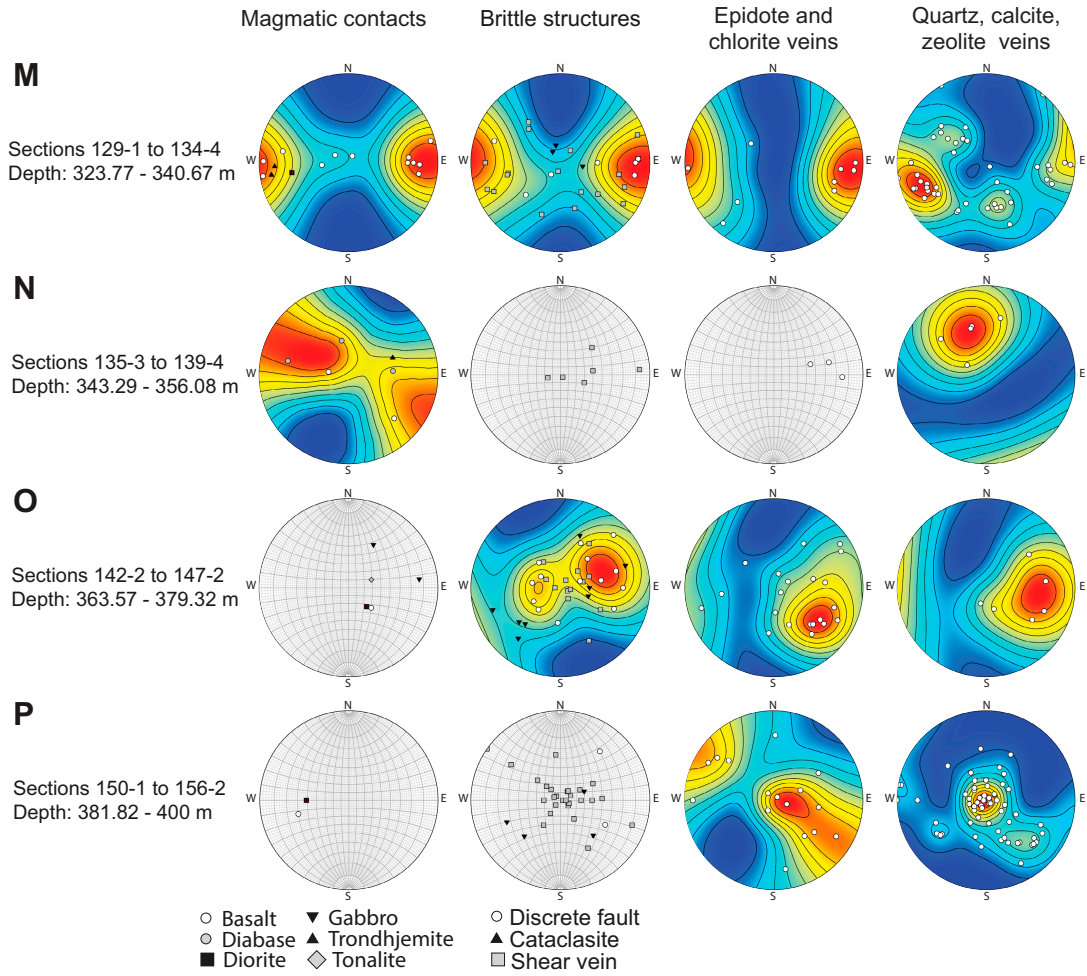 Magmatic contacts
Brittle structures
Epidote and
chlorite veins
Quartz, calcite,
zeolite veins
M
Sections 129-1 to 134-4
Depth: 323.77 - 340.67 m
N
W
E
S
N
W
E
S
N
W
E
S
N
W
E
S
N
Sections 135-3 to 139-4
Depth: 343.29 - 356.08 m
N
W
E
S
N
W
E
S
N
W
E
S
N
W
E
S
O
Sections 142-2 to 147-2
Depth: 363.57 - 379.32 m
N
W
E
S
N
W
E
S
N
W
E
S
N
W
E
S
P
Sections 150-1 to 156-2
Depth: 381.82 - 400 m
N
W
E
S
N
W
E
S
N
W
E
S
N
W
E
S
Basalt
Gabbro
Discrete fault
Diabase
Trondhjemite
Cataclasite
Diorite
Tonalite
Shear vein